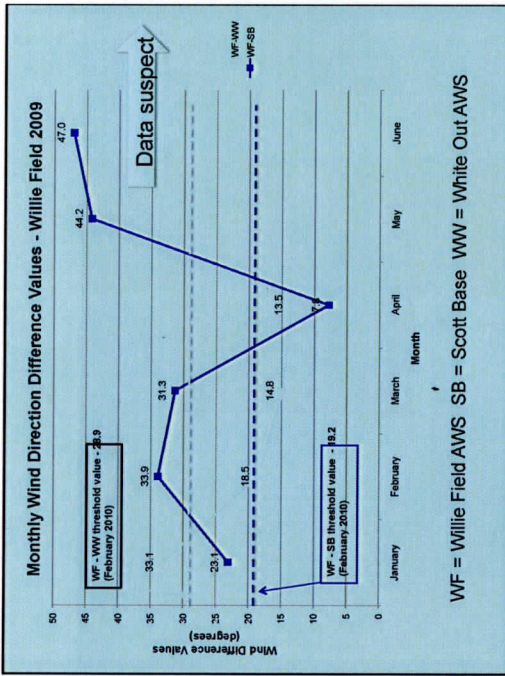 Monthly Wind Direction Difference Values - Willie Field 2009
Wind Difference Values
(degrees)
50
45
40
35
30
25
20
15
10
5
0
WF - WW threshold value - 28.9
(February 2010)
Data suspect
47.0
44.2
33.9
31.3
33.1
23.1
18.5
14.8
13.5
WF-WW
WF-SB
WF - SB threshold value - 19.2
(February 2010)
January
February
March
April
May
June
Month
WF = Willie Field AWS SB = Scott Base WW = White Out AWS